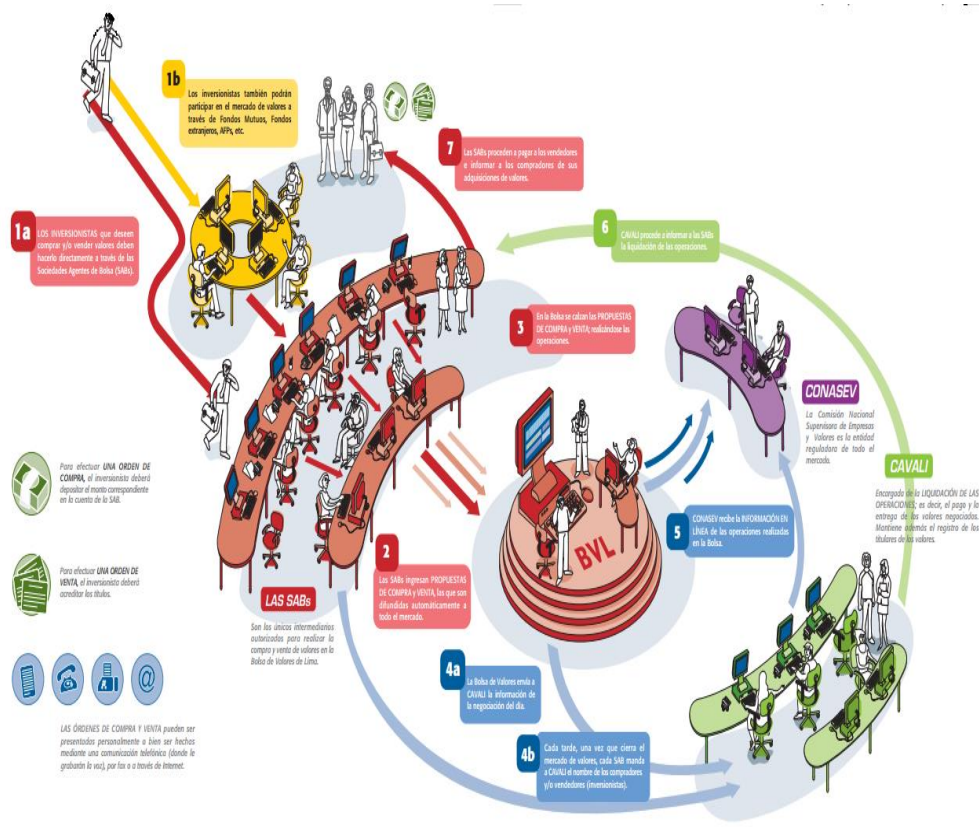 1b
Los inversionistas también podrán
participar en el mercado de valores a
través de Fondos Mutuos, Fondos
extranjeros, AFPs, etc.
7
Las SABs proceden a pagar a los vendedores
e informar a los compradores de sus
adquisiciones de valores.
1a
LOS INVERSIONISTAS que deseen
comprar y/o vender valores deben
hacerlo directamente a través de las
Sociedades Agentes de Bolsa (SABs).
6
CAVALI procede a informar a las SABs
la liquidación de las operaciones.
3
En la Bolsa se calzan las PROPUESTAS
DE COMPRA y VENTA; realizándose las
operaciones.
CONASEV
La Comisión Nacional
Supervisora de Empresas
y Valores es la entidad
reguladora de todo el
mercado.
CAVALI
Encargada de la LIQUIDACIÓN DE LAS
OPERACIONES; es decir, el pago y la
entrega de los valores negociados.
Mantiene además el registro de los
titulares de los valores.
Para efectuar UNA ORDEN DE
COMPRA, el inversionista deberá
depositar el monto correspondiente
en la cuenta de la SAB.
5
CONASEV recibe la INFORMACIÓN EN
LÍNEA de las operaciones realizadas
en la Bolsa.
BVL
Para efectuar UNA ORDEN DE
VENTA, el inversionista deberá
acreditar los títulos.
2
Las SABs ingresan PROPUESTAS
DE COMPRA y VENTA, las que son
difundidas automáticamente a
todo el mercado.
LAS SABs
Son los únicos intermediarios
autorizados para realizar la
compra y venta de valores en la
Bolsa de Valores de Lima.
4a
La Bolsa de Valores envía a
CAVALI la información de
la negociación del día.
@
LAS ÓRDENES DE COMPRA Y VENTA pueden ser
presentadas personalmente o bien ser hechas
mediante una comunicación telefónica (donde le
grabarán la voz), por fax o a través de Internet.
4b
Cada tarde, una vez que cierra el
mercado de valores, cada SAB manda
a CAVALI el nombre de los compradores
y/o vendedores (inversionistas).